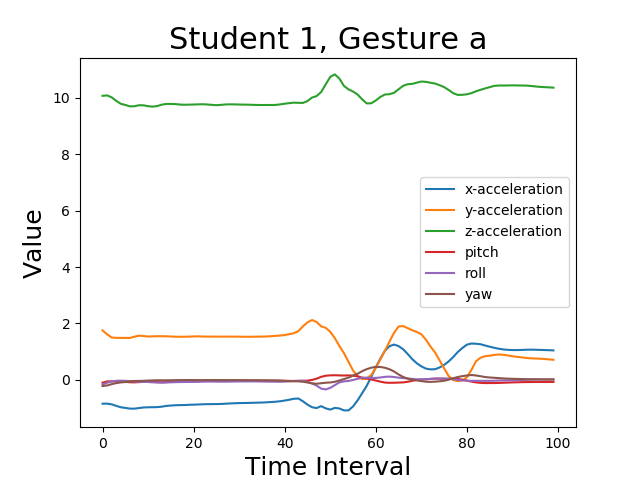 Student 1, Gesture a
10
8
6
4
2
0
Value
x-acceleration
y-acceleration
z-acceleration
pitch
roll
yaw
0 20 40 60 80 100
Time Interval